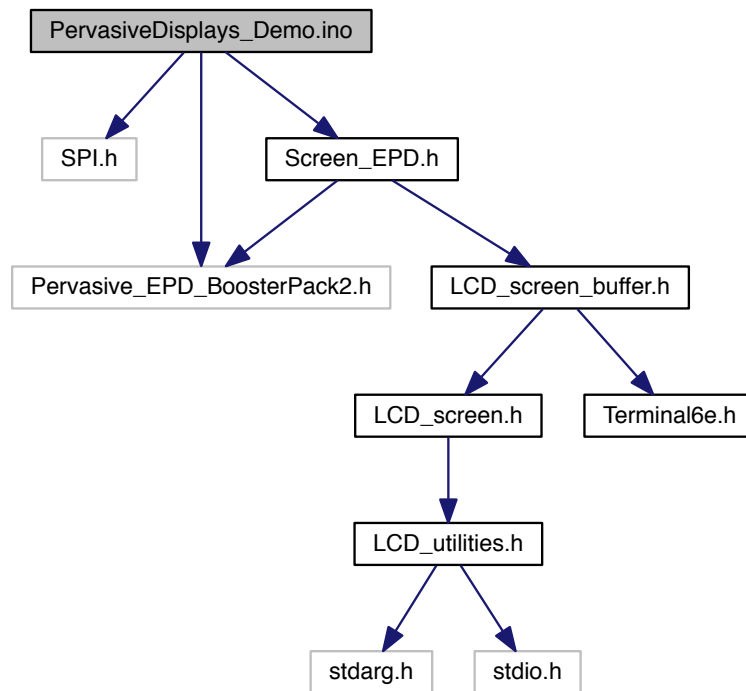 PervasiveDisplays_Demo.ino
SPI.h
Screen_EPD.h
Pervasive_EPD_BoosterPack2.h
LCD_screen_buffer.h
LCD_screen.h
Terminal6e.h
LCD_utilities.h
stdarg.h
stdio.h